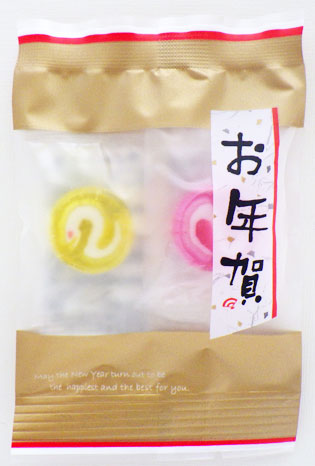 お年賀
may the New Year turn out to be
the happiest and the best for you.